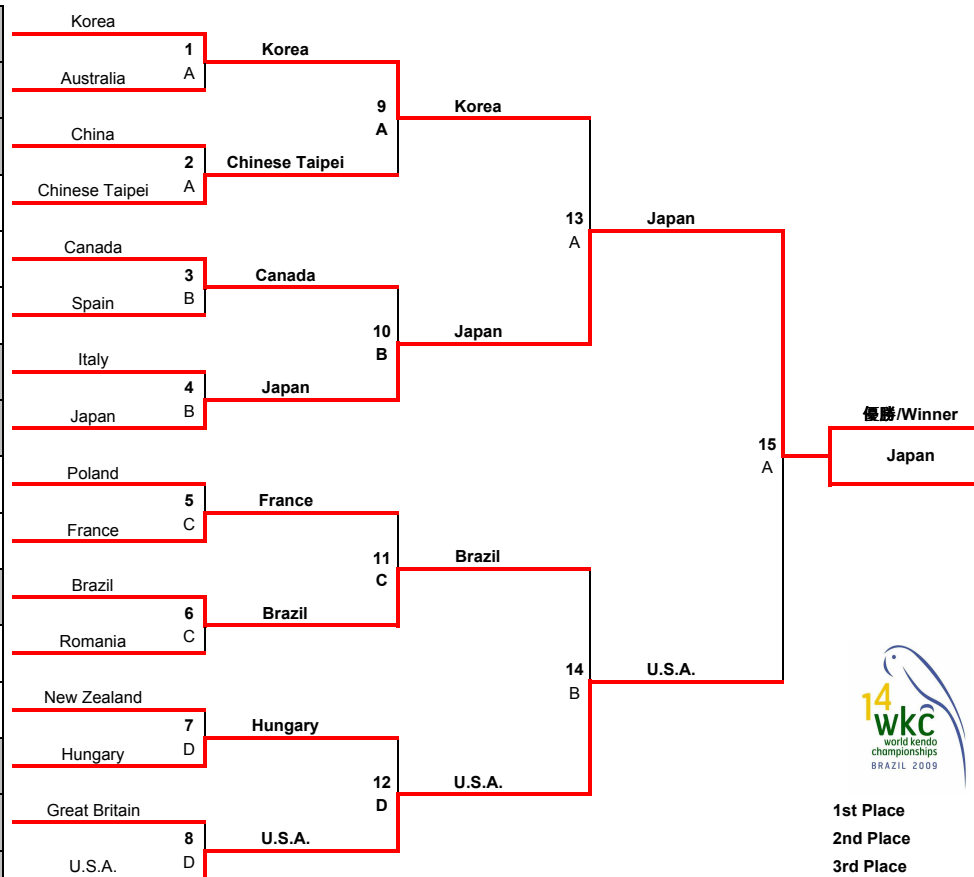 Korea
1
Korea
A
Australia
9
Korea
A
China
2
Chinese Taipei
A
Chinese Taipei
13
Japan
A
Canada
3
Canada
B
Spain
10
Japan
B
Italy
4
Japan
B
Japan
優勝/Winner
15
Japan
A
Poland
5
France
C
France
11
Brazil
C
Brazil
6
Brazil
C
Romania
14
U.S.A.
B
New Zealand
7
Hungary
D
Hungary
12
U.S.A.
D
Great Britain
8
U.S.A.
D
U.S.A.
14
wkc
world kendo
championships
BRAZIL 2009
1st Place
2nd Place
3rd Place